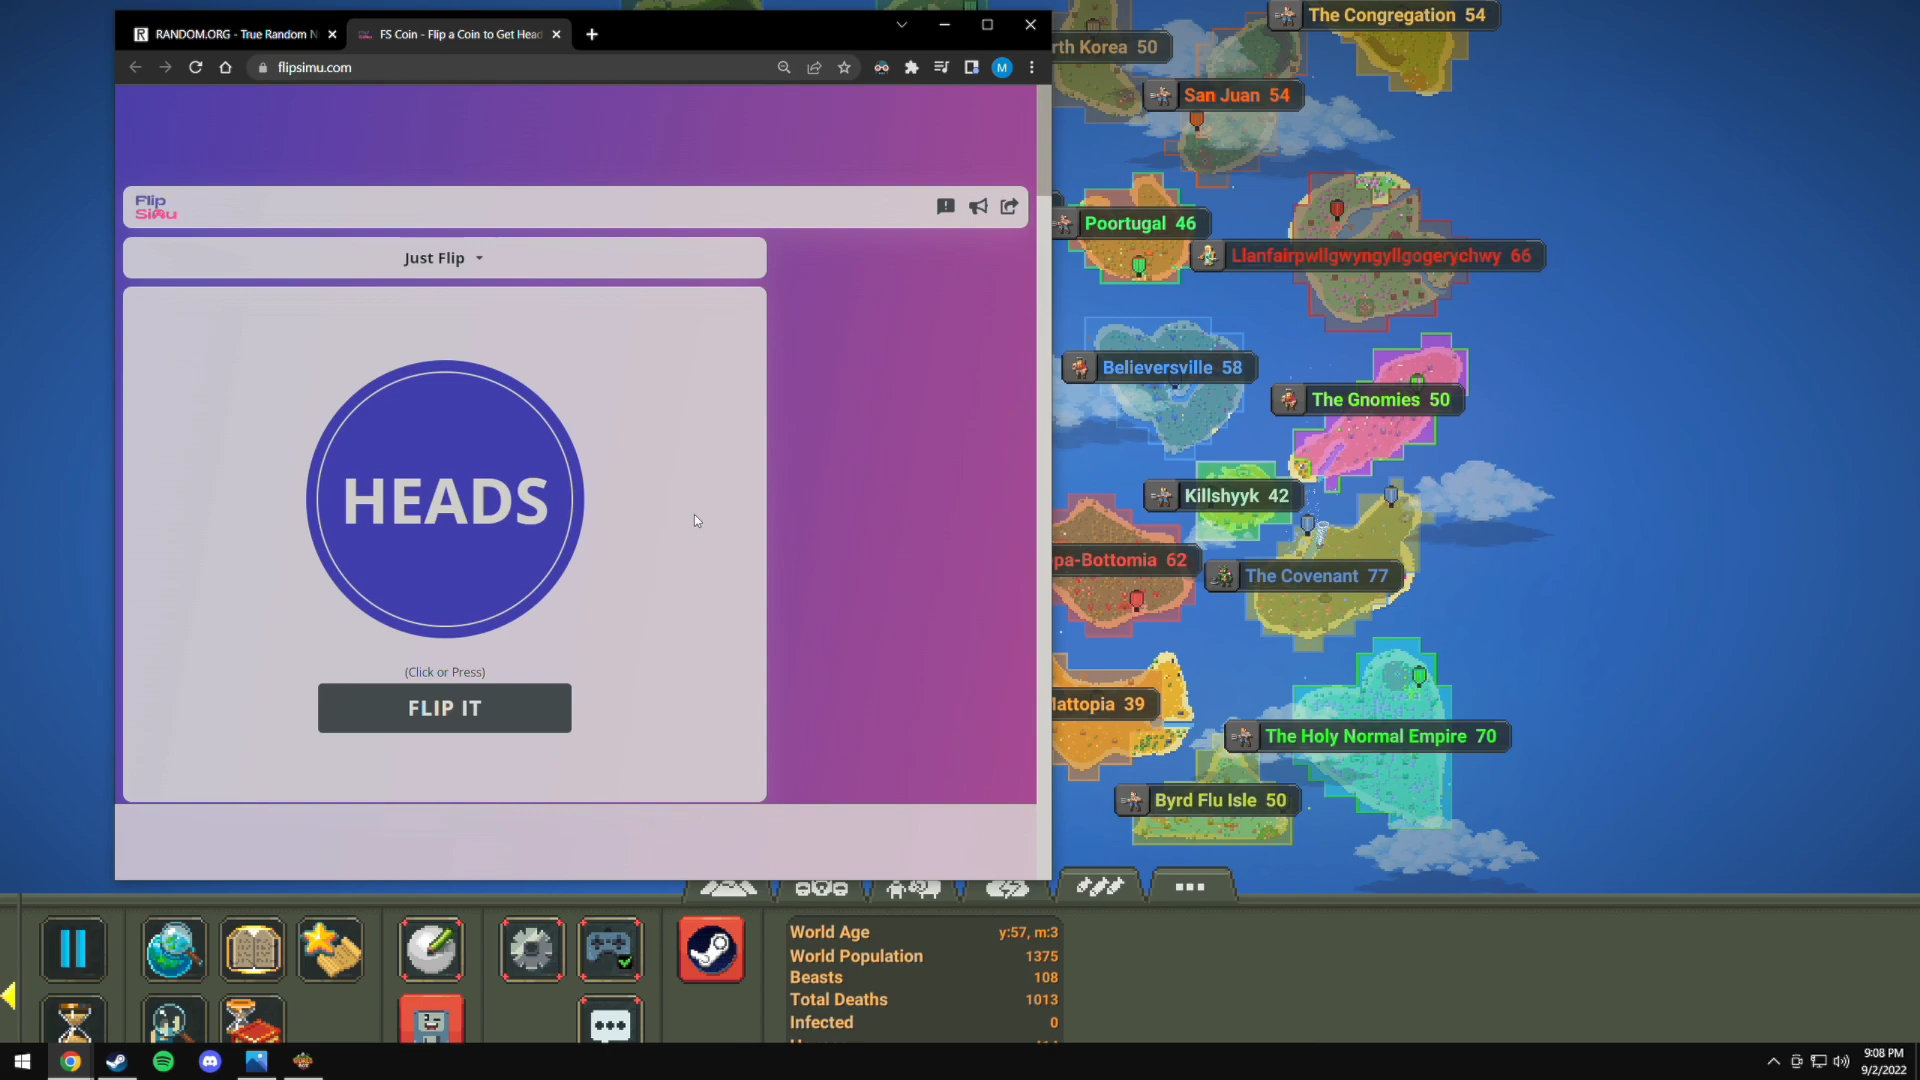 RANDOM.ORG - True Random N
FS Coin - Flip a Coin to Get Head
flipsimu.com
M
Flip
Simu
Just Flip
HEADS
(Click or Press)
FLIP IT
The Congregation 54
rth Korea 50
San Juan 54
Poortugal 46
Llanfairpwllgwyngyllgogerychwy 66
Believersville 58
The Gnomies 50
Killshyyk 42
pa-Bottomia 62
The Covenant 77
attopia 39
The Holy Normal Empire 70
Byrd Flu Isle 50
World Age y:57, m:3
World Population 1375
Beasts 108
Total Deaths 1013
Infected 0
9:08 PM
9/2/2022